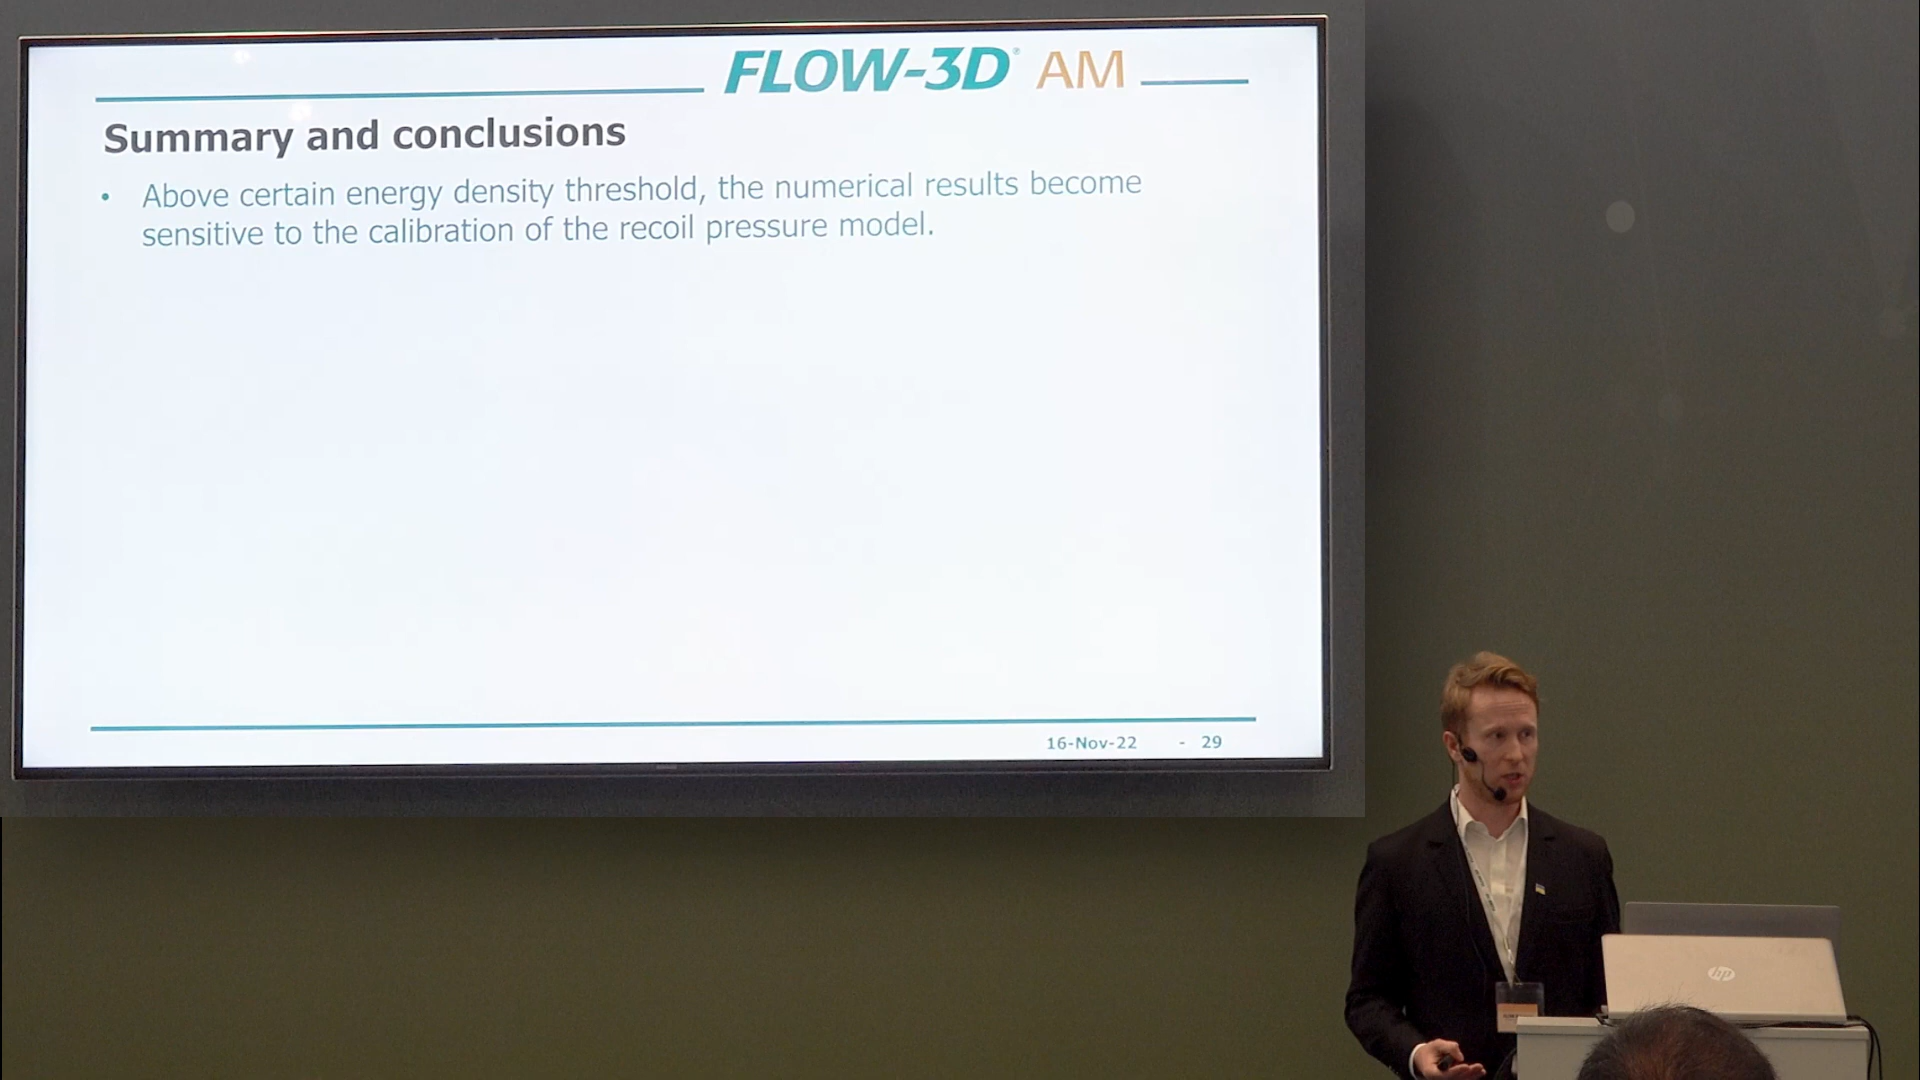 FLOW-3D® AM
Summary and conclusions
• Above certain energy density threshold, the numerical results become
sensitive to the calibration of the recoil pressure model.
16-Nov-22 - 29
hp